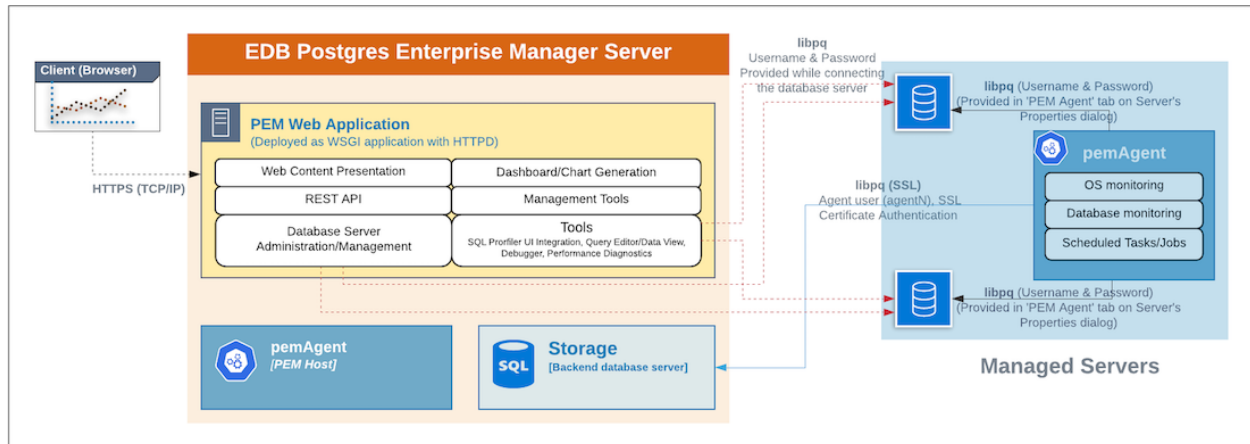 EDB Postgres Enterprise Manager Server
Client (Browser)
HTTPS (TCP/IP)
PEM Web Application
(Deployed as WSGI application with HTTPD)
Web Content Presentation
Dashboard/Chart Generation
REST API
Management Tools
Database Server
Administration/Management
Tools
SQL Profiler UI Integration, Query Editor/Data View,
Debugger, Performance Diagnostics
pemAgent
[PEM Host]
SQL
Storage
[Backend database server]
libpq
Username & Password
Provided while connecting
the database server
libpq (SSL)
Agent user (agentN), SSL
Certificate Authentication
libpq (Username & Password)
(Provided in 'PEM Agent' tab on Server's
Properties dialog)
pemAgent
OS monitoring
Database monitoring
Scheduled Tasks/Jobs
libpq (Username & Password)
(Provided in 'PEM Agent' tab on Server's
Properties dialog)
Managed Servers